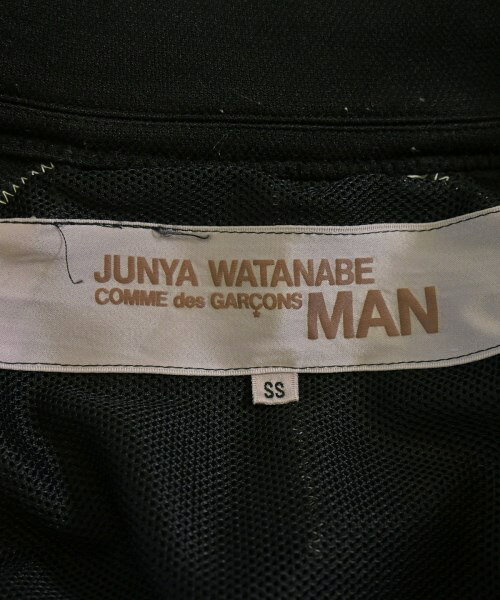 JUNYA WATANABE
COMME des GARÇONS MAN
SS